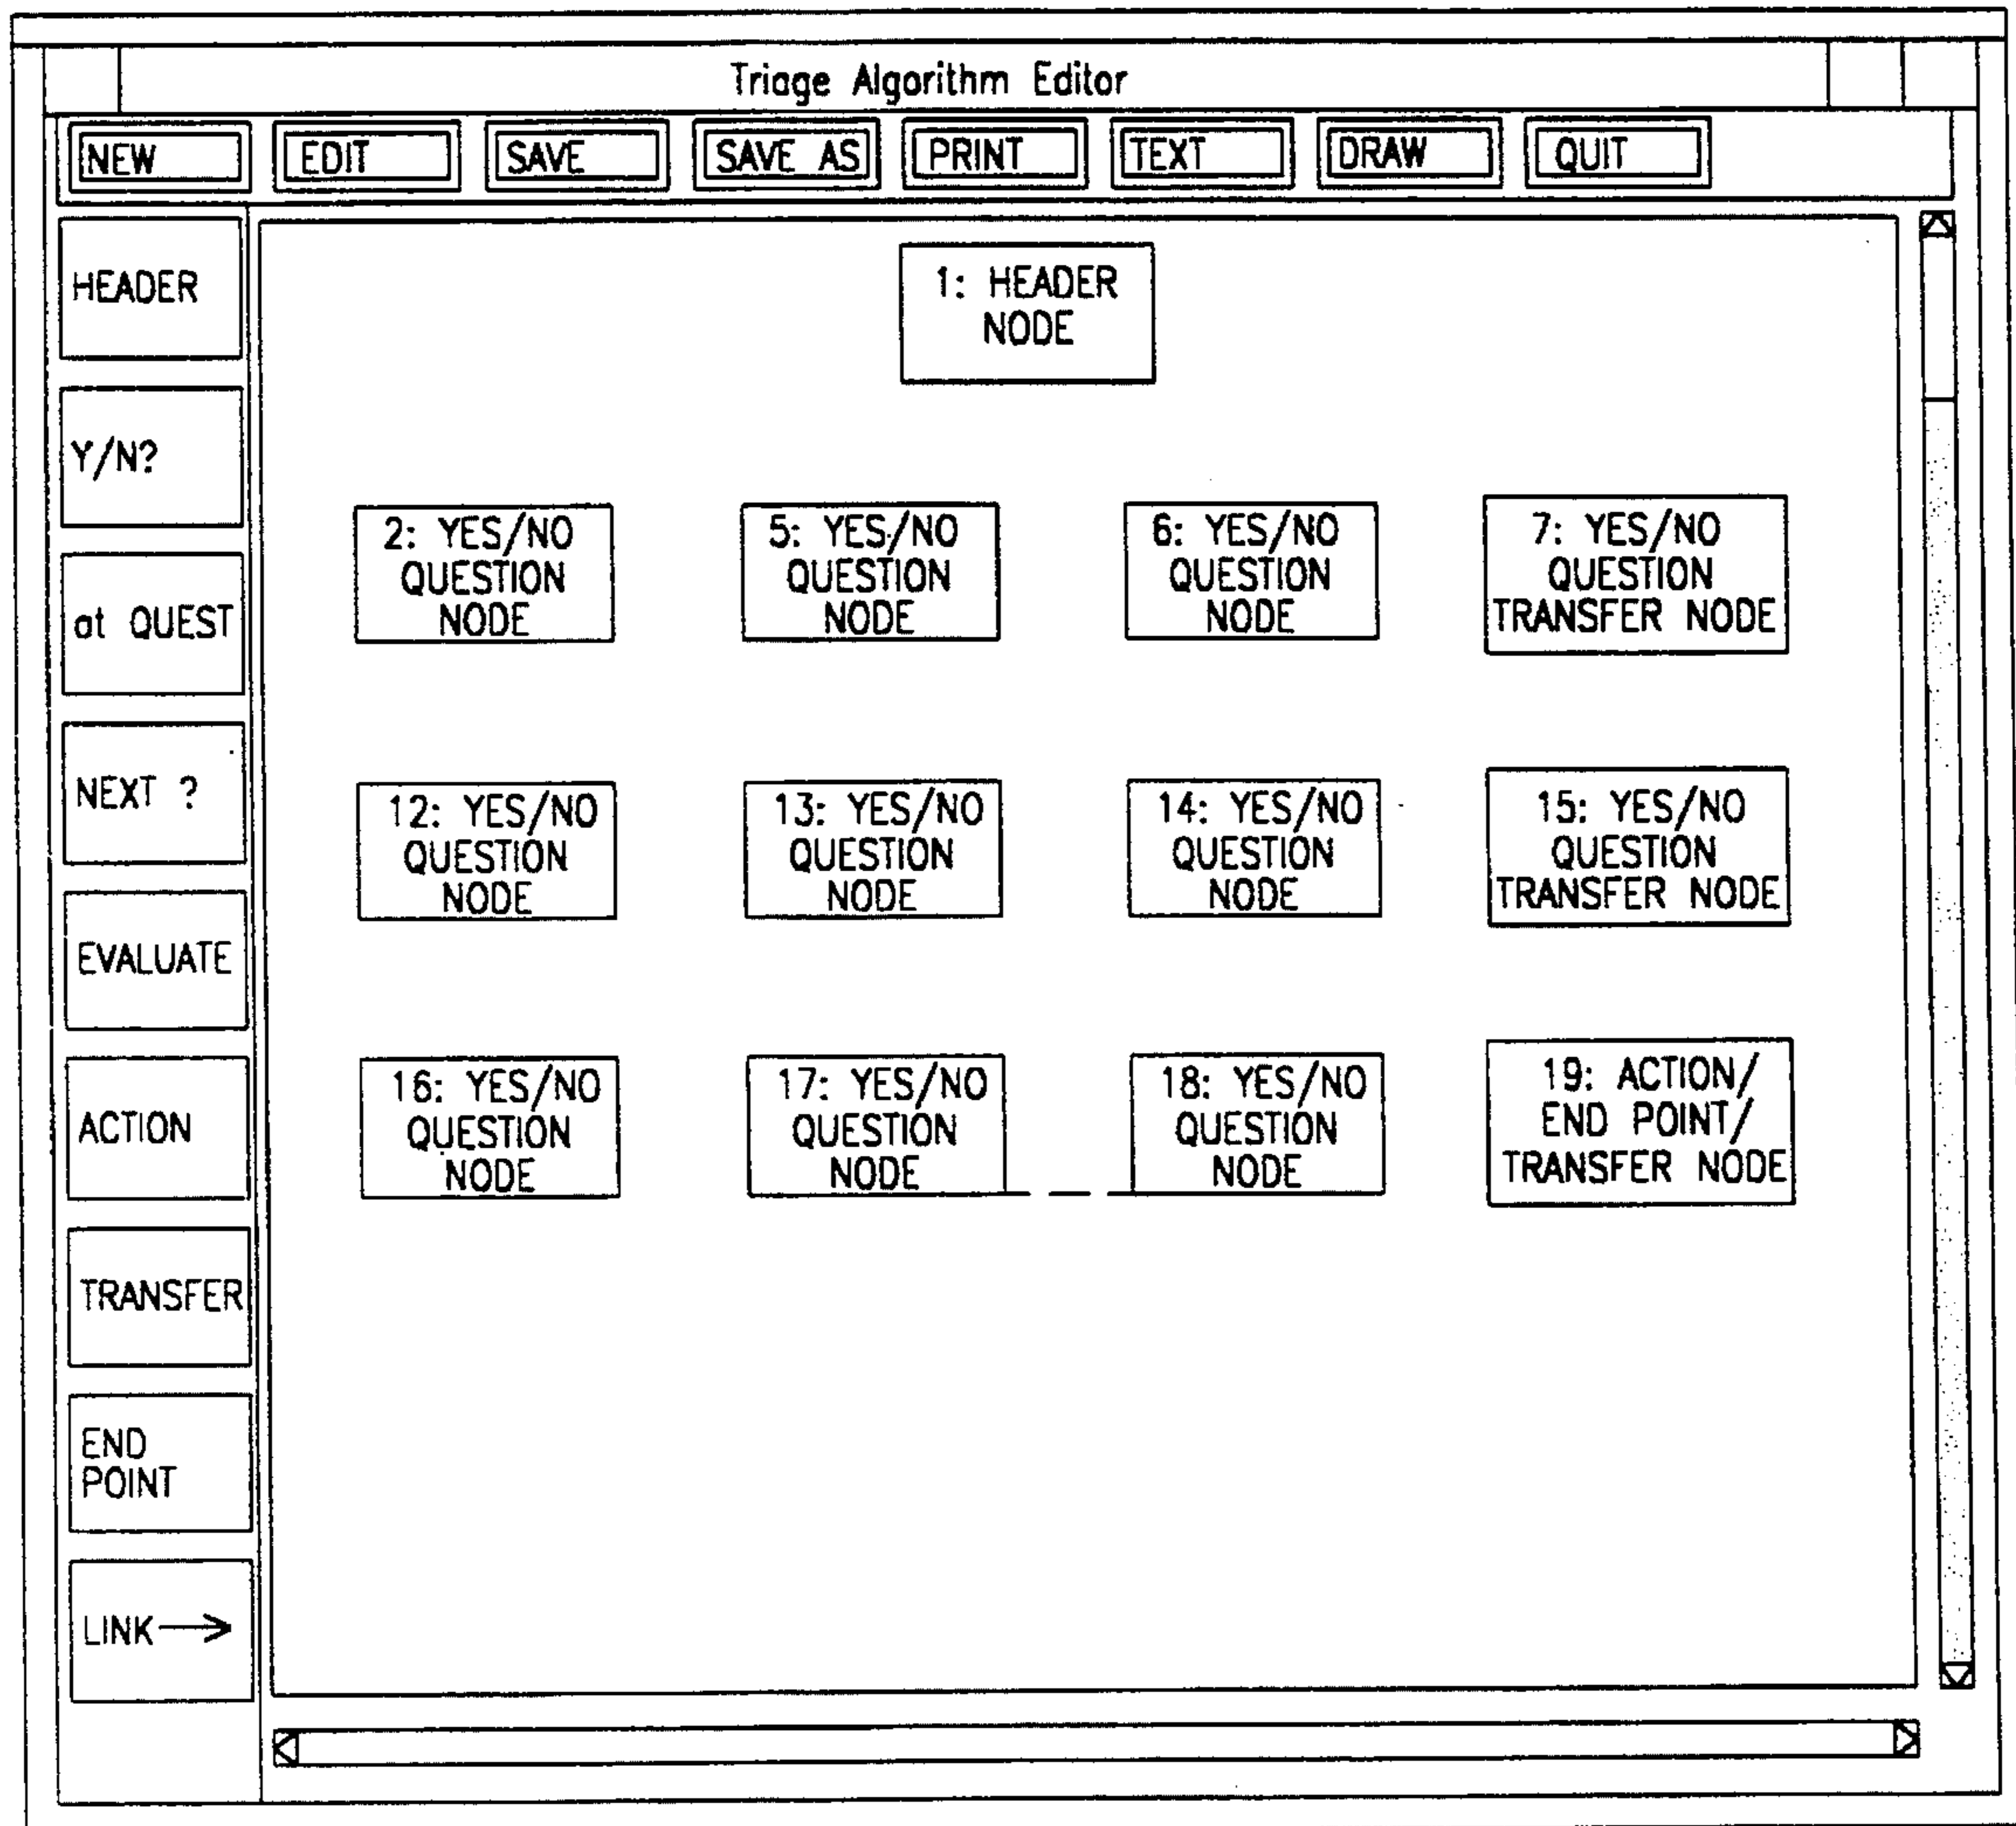 Triage Algorithm Editor
NEW EDIT SAVE SAVE AS PRINT TEXT DRAW QUIT
HEADER
Y/N?
at QUEST
NEXT ?
EVALUATE
ACTION
TRANSFER
END
POINT
LINK→
1: HEADER
NODE
2: YES/NO
QUESTION
NODE
5: YES/NO
QUESTION
NODE
6: YES/NO
QUESTION
NODE
7: YES/NO
QUESTION
TRANSFER NODE
12: YES/NO
QUESTION
NODE
13: YES/NO
QUESTION
NODE
14: YES/NO
QUESTION
NODE
15: YES/NO
QUESTION
TRANSFER NODE
16: YES/NO
QUESTION
NODE
17: YES/NO
QUESTION
NODE
18: YES/NO
QUESTION
NODE
19: ACTION/
END POINT/
TRANSFER NODE